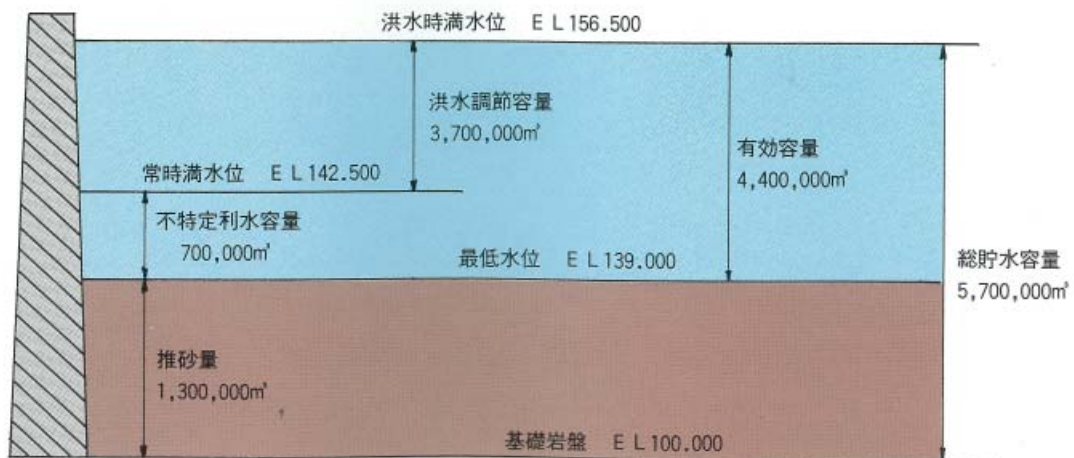 洪水時満水位 EL156.500
洪水調節容量
3,700,000㎥
有効容量
4,400,000㎥
常時満水位 EL142.500
不特定利水容量
700,000㎥
最低水位 EL139.000
総貯水容量
5,700,000㎥
推砂量
1,300,000㎥
基礎岩盤 EL100.000